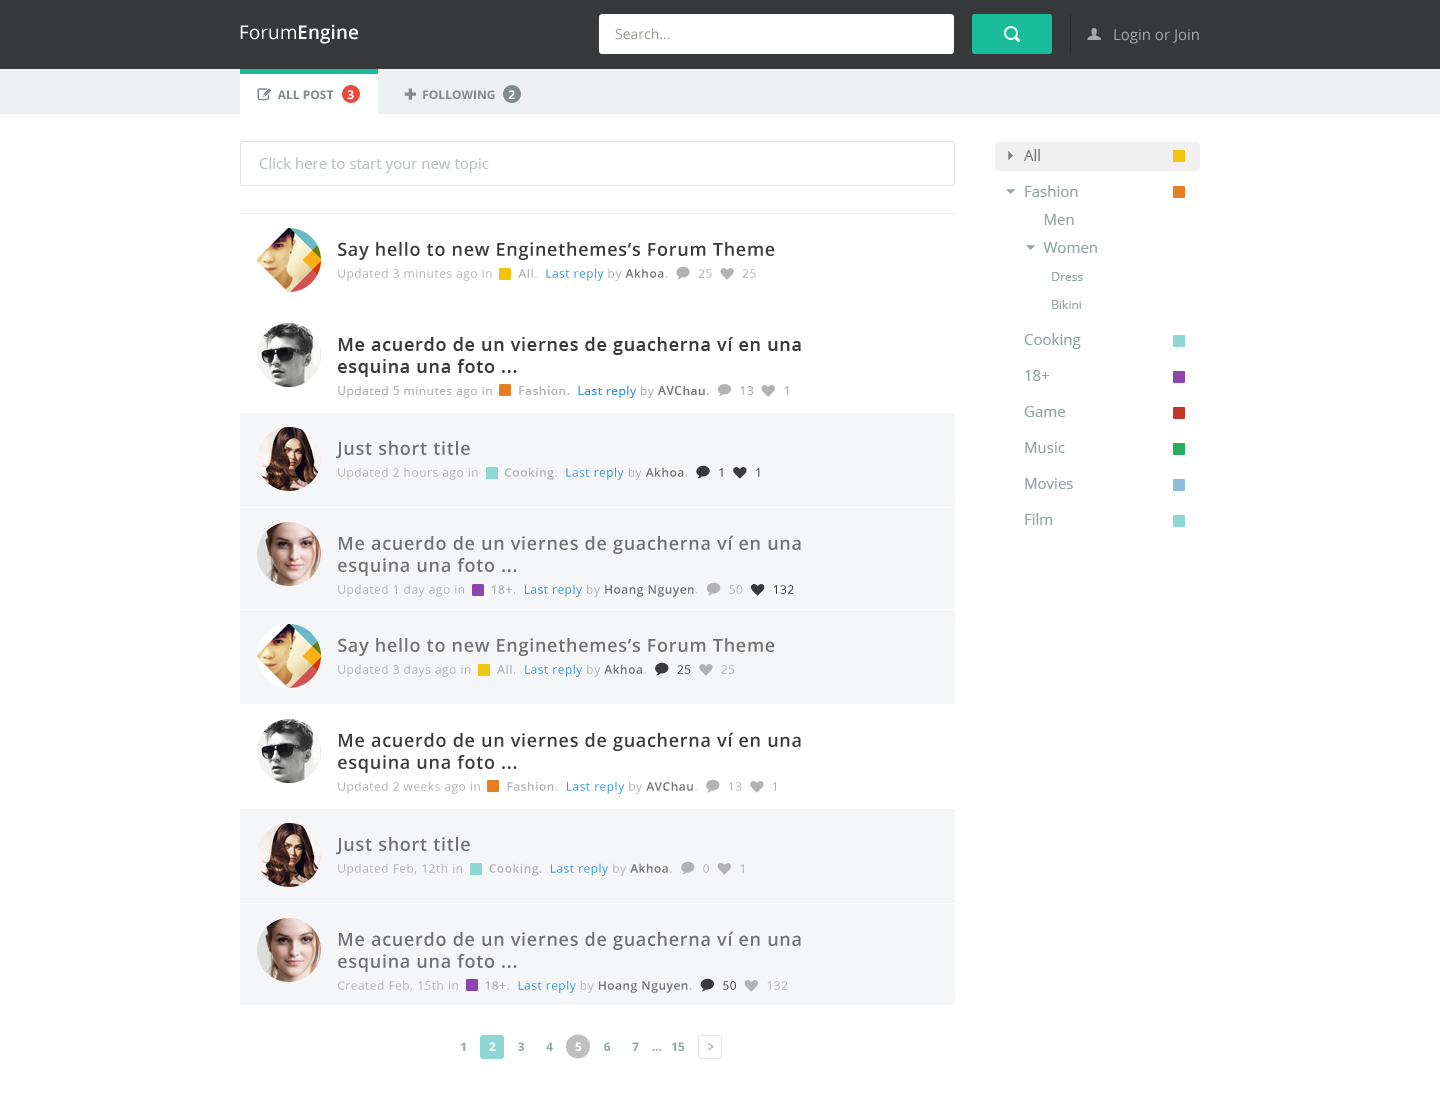 ForumEngine
Search...
Login or Join
ALL POST 3
FOLLOWING 2
Click here to start your new topic
Say hello to new Enginethemes’s Forum Theme
Updated 3 minutes ago in All. Last reply by Akhoa. 25 25
Me acuerdo de un viernes de guacherna ví en una
esquina una foto ...
Updated 5 minutes ago in Fashion. Last reply by AVChau. 13 1
Just short title
Updated 2 hours ago in Cooking. Last reply by Akhoa. 1 1
Me acuerdo de un viernes de guacherna ví en una
esquina una foto ...
Updated 1 day ago in 18+. Last reply by Hoang Nguyen. 50 132
Say hello to new Enginethemes’s Forum Theme
Updated 3 days ago in All. Last reply by Akhoa. 25 25
Me acuerdo de un viernes de guacherna ví en una
esquina una foto ...
Updated 2 weeks ago in Fashion. Last reply by AVChau. 13 1
Just short title
Updated Feb, 12th in Cooking. Last reply by Akhoa. 0 1
Me acuerdo de un viernes de guacherna ví en una
esquina una foto ...
Created Feb, 15th in 18+. Last reply by Hoang Nguyen. 50 132
1 2 3 4 5 6 7 ... 15 >
All
Fashion
Men
Women
Dress
Bikini
Cooking
18+
Game
Music
Movies
Film